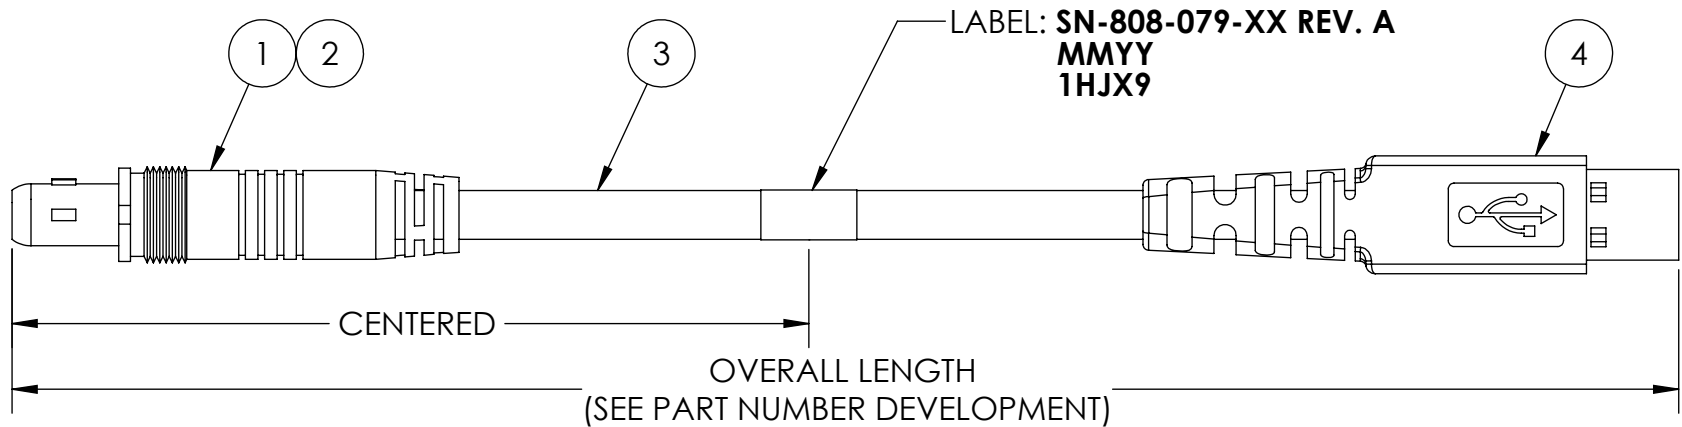 1 2 3 LABEL: SN-808-079-XX REV. A 4
MMYY
1HJX9
CENTERED
OVERALL LENGTH
(SEE PART NUMBER DEVELOPMENT)